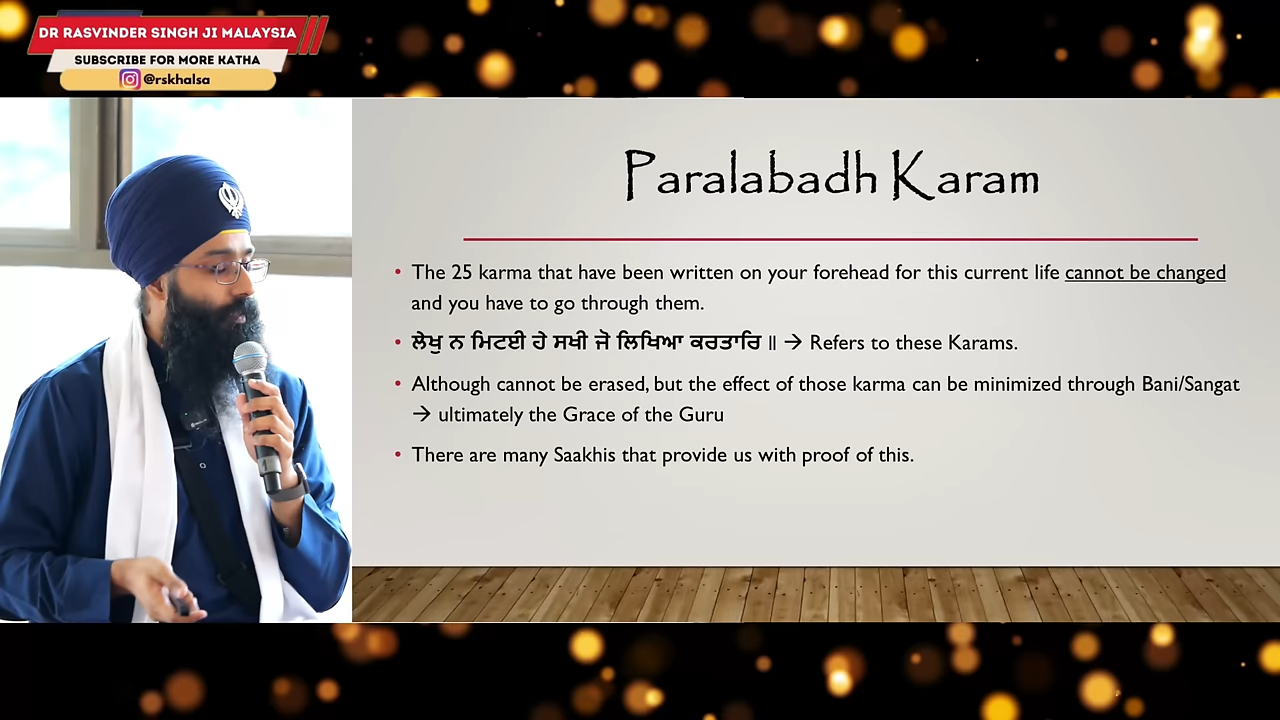 DR RASVINDER SINGH JI MALAYSIA
SUBSCRIBE FOR MORE KATHA
@rskhalsa
Paralabadh Karam
• The 25 karma that have been written on your forehead for this current life cannot be changed
and you have to go through them.
• ਲੇਖੁ ਨ ਮਿਟਈ ਹੇ ਸਖੀ ਜੋ ਲਿਖਿਆ ਕਰਤਾਰਿ ॥ → Refers to these Karams.
• Although cannot be erased, but the effect of those karma can be minimized through Bani/Sangat
→ ultimately the Grace of the Guru
• There are many Saakhis that provide us with proof of this.